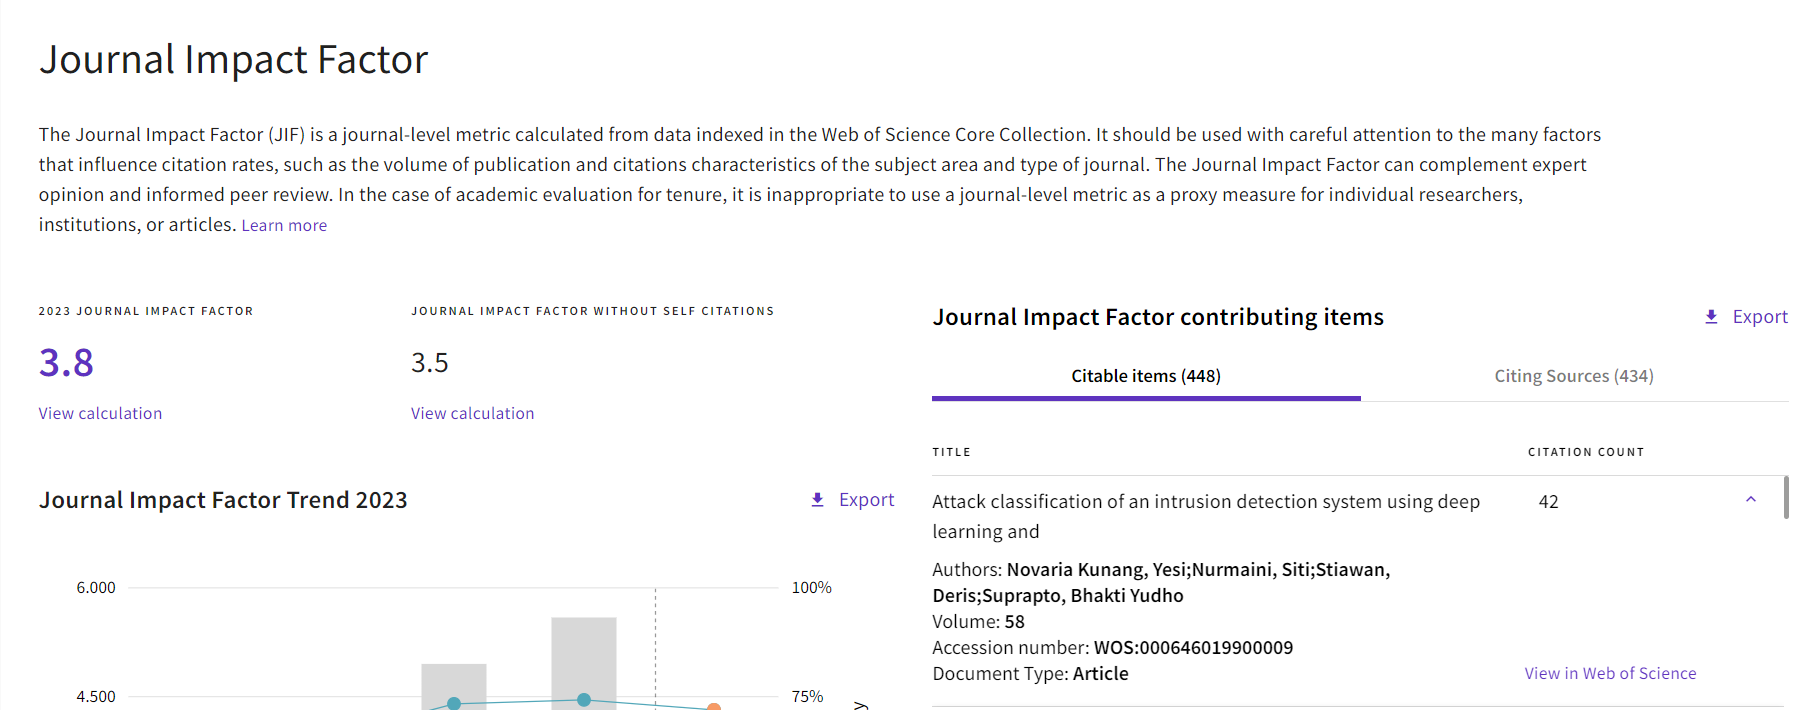 Journal Impact Factor
The Journal Impact Factor (JIF) is a journal-level metric calculated from data indexed in the Web of Science Core Collection. It should be used with careful attention to the many factors
that influence citation rates, such as the volume of publication and citations characteristics of the subject area and type of journal. The Journal Impact Factor can complement expert
opinion and informed peer review. In the case of academic evaluation for tenure, it is inappropriate to use a journal-level metric as a proxy measure for individual researchers,
institutions, or articles. Learn more
2023 JOURNAL IMPACT FACTOR
3.8
View calculation
JOURNAL IMPACT FACTOR WITHOUT SELF CITATIONS
3.5
View calculation
Journal Impact Factor Trend 2023
Export
6.000
100%
4.500
75%
y
Journal Impact Factor contributing items
Export
Citable items (448)
Citing Sources (434)
TITLE
CITATION COUNT
Attack classification of an intrusion detection system using deep
learning and
42
Authors: Novaria Kunang, Yesi;Nurmaini, Siti;Stiawan,
Deris;Suprapto, Bhakti Yudho
Volume: 58
Accession number: WOS:000646019900009
Document Type: Article
View in Web of Science